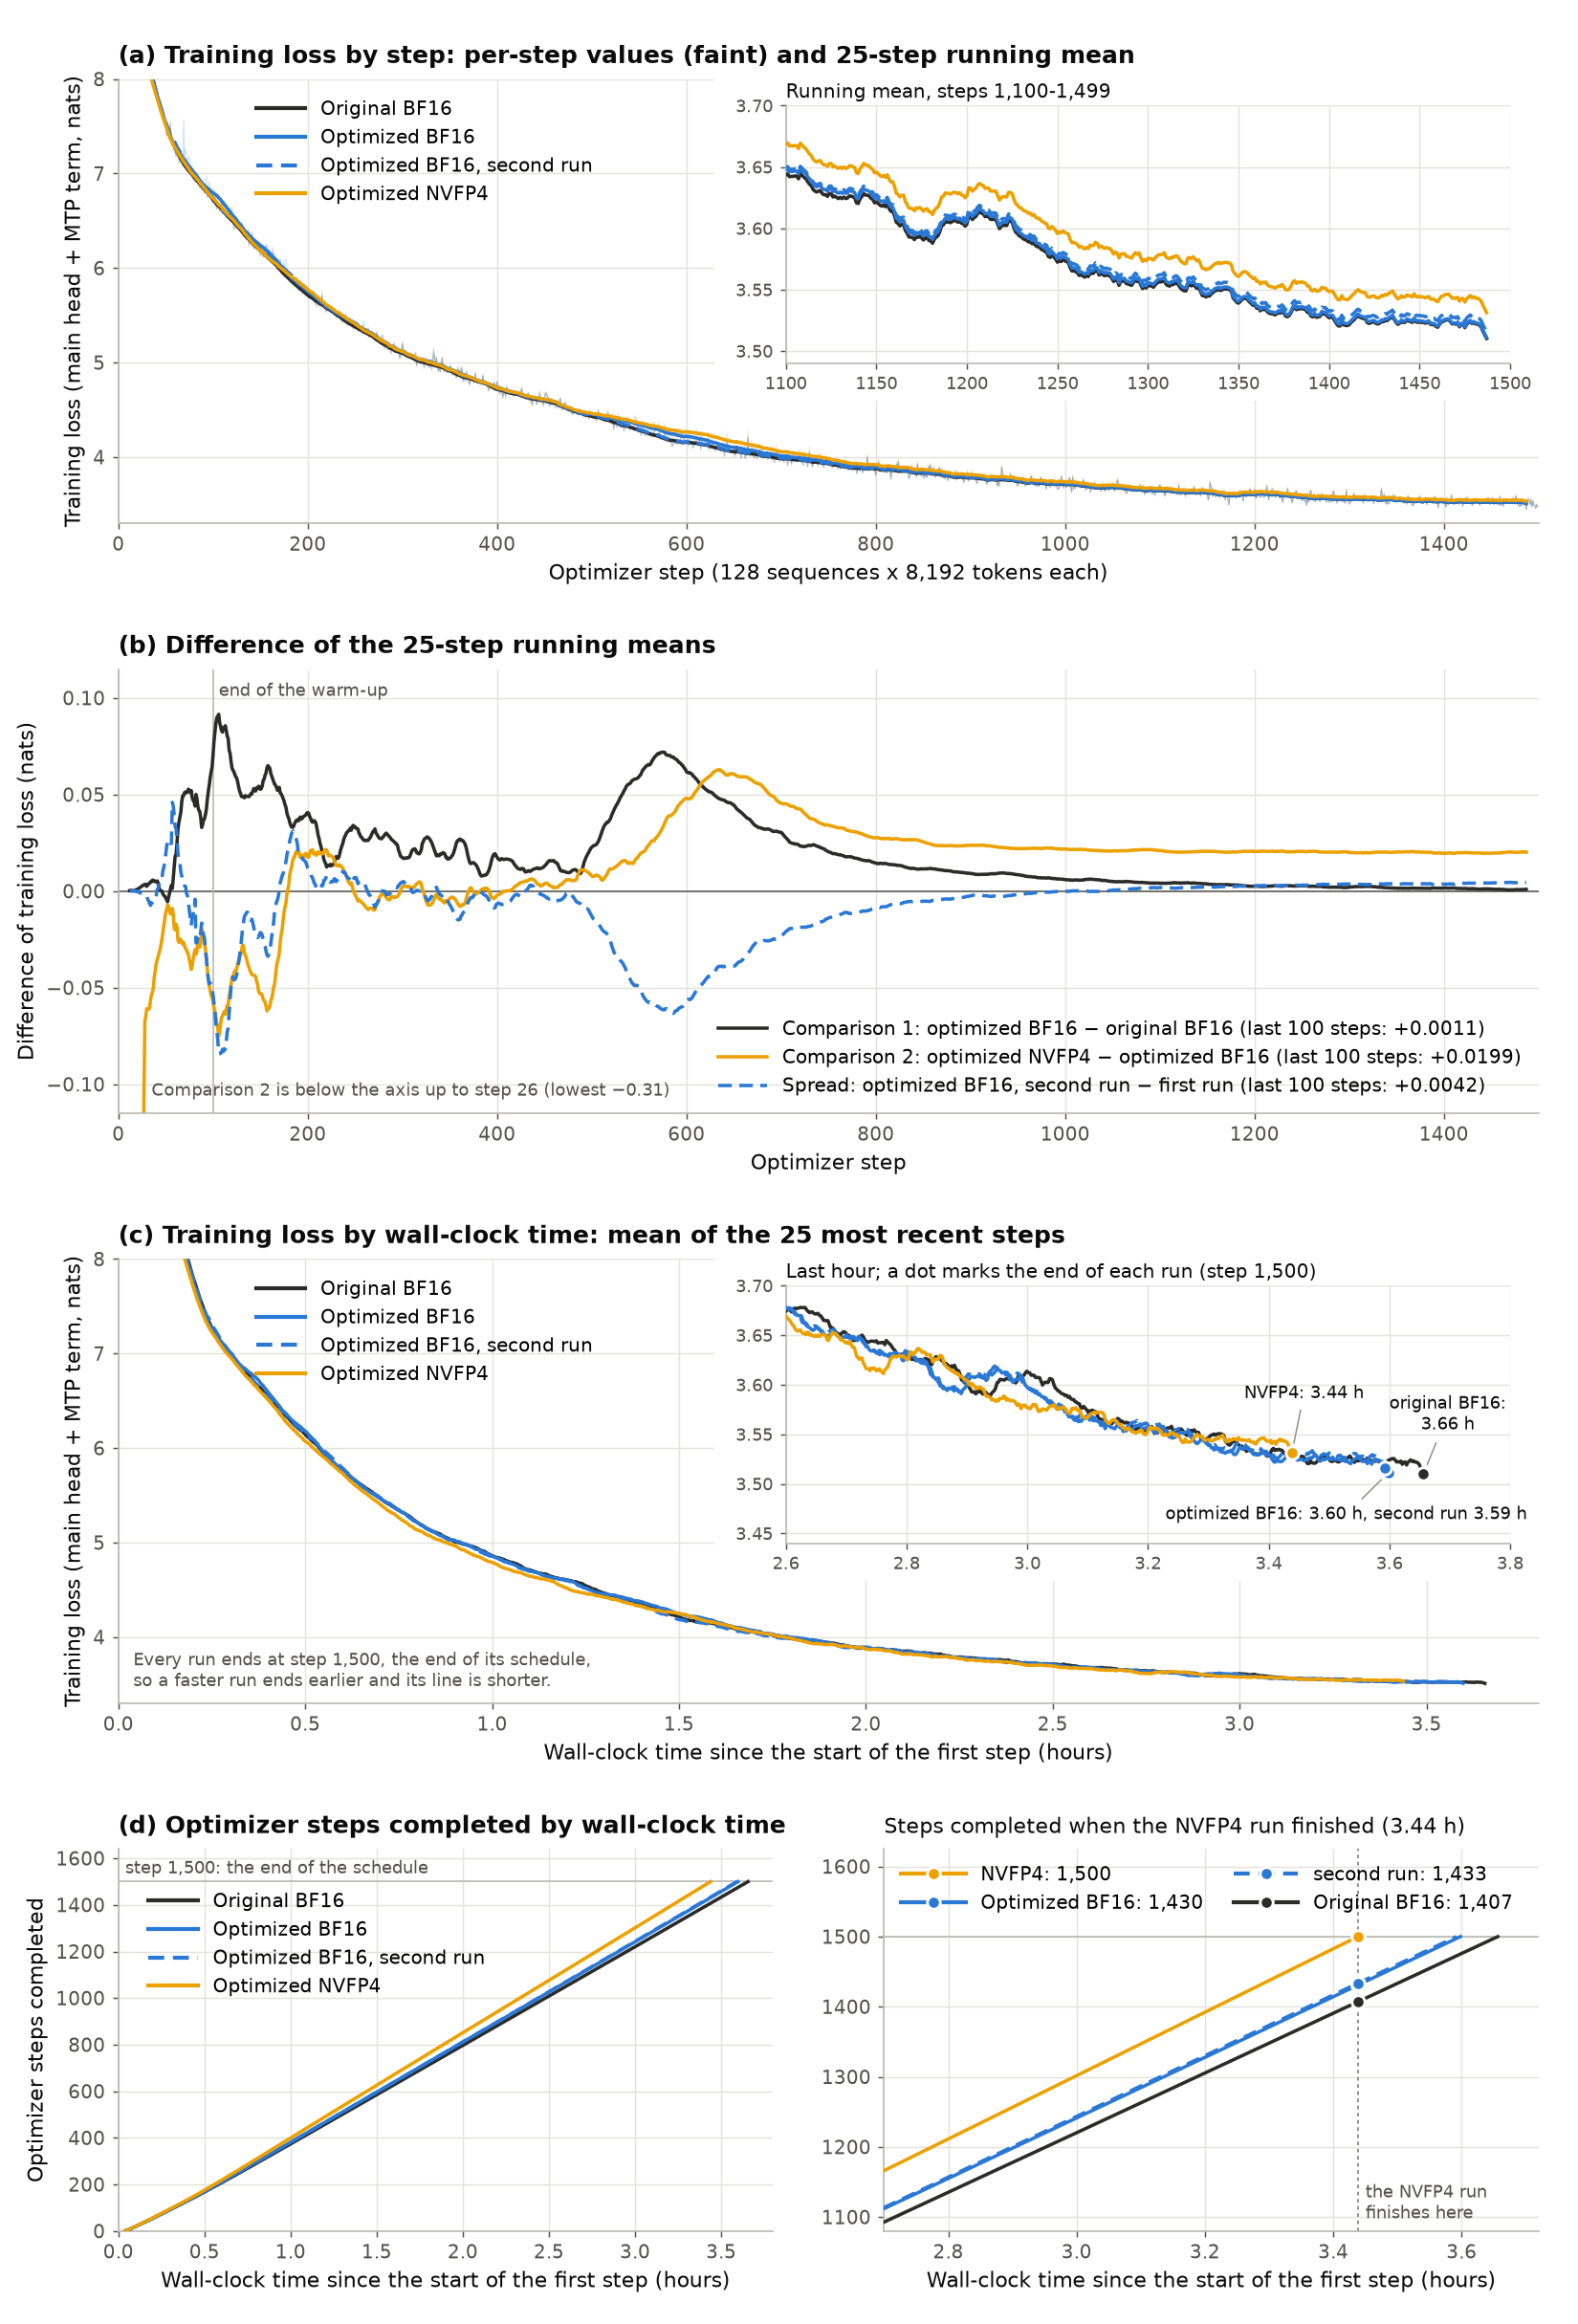 (a) Training loss by step: per-step values (faint) and 25-step running mean
Training loss (main head + MTP term, nats)
8
7
6
5
4
Original BF16
Optimized BF16
Optimized BF16, second run
Optimized NVFP4
Running mean, steps 1,100-1,499
3.70
3.65
3.60
3.55
3.50
1100 1150 1200 1250 1300 1350 1400 1450 1500
0 200 400 600 800 1000 1200 1400
Optimizer step (128 sequences x 8,192 tokens each)
(b) Difference of the 25-step running means
Difference of training loss (nats)
0.10
0.05
0.00
−0.05
−0.10
end of the warm-up
Comparison 1: optimized BF16 − original BF16 (last 100 steps: +0.0011)
Comparison 2: optimized NVFP4 − optimized BF16 (last 100 steps: +0.0199)
Spread: optimized BF16, second run − first run (last 100 steps: +0.0042)
Comparison 2 is below the axis up to step 26 (lowest −0.31)
0 200 400 600 800 1000 1200 1400
Optimizer step
(c) Training loss by wall-clock time: mean of the 25 most recent steps
Training loss (main head + MTP term, nats)
8
7
6
5
4
Original BF16
Optimized BF16
Optimized BF16, second run
Optimized NVFP4
Last hour; a dot marks the end of each run (step 1,500)
3.70
3.65
3.60
3.55
3.50
3.45
NVFP4: 3.44 h
original BF16:
3.66 h
optimized BF16: 3.60 h, second run 3.59 h
2.6 2.8 3.0 3.2 3.4 3.6 3.8
Every run ends at step 1,500, the end of its schedule,
so a faster run ends earlier and its line is shorter.
0.0 0.5 1.0 1.5 2.0 2.5 3.0 3.5
Wall-clock time since the start of the first step (hours)
(d) Optimizer steps completed by wall-clock time
Optimizer steps completed
1600
1400
1200
1000
800
600
400
200
0
step 1,500: the end of the schedule
Original BF16
Optimized BF16
Optimized BF16, second run
Optimized NVFP4
0.0 0.5 1.0 1.5 2.0 2.5 3.0 3.5
Wall-clock time since the start of the first step (hours)
Steps completed when the NVFP4 run finished (3.44 h)
1600
1500
1400
1300
1200
1100
NVFP4: 1,500
second run: 1,433
Optimized BF16: 1,430
Original BF16: 1,407
the NVFP4 run
finishes here
2.8 3.0 3.2 3.4 3.6
Wall-clock time since the start of the first step (hours)